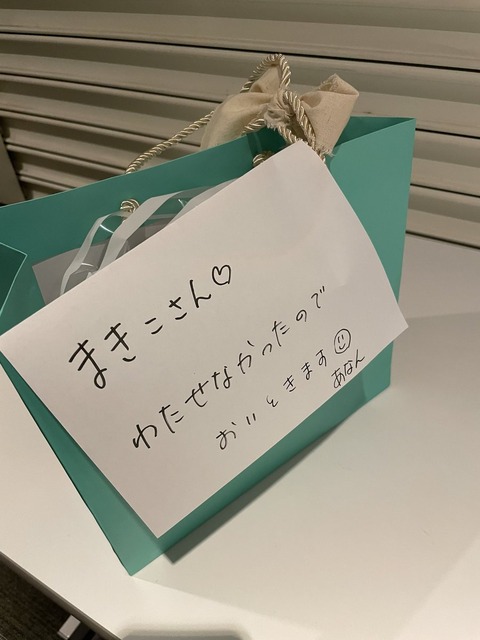 まきこさん♡
わたせなかったので
おいときます☺
あなん